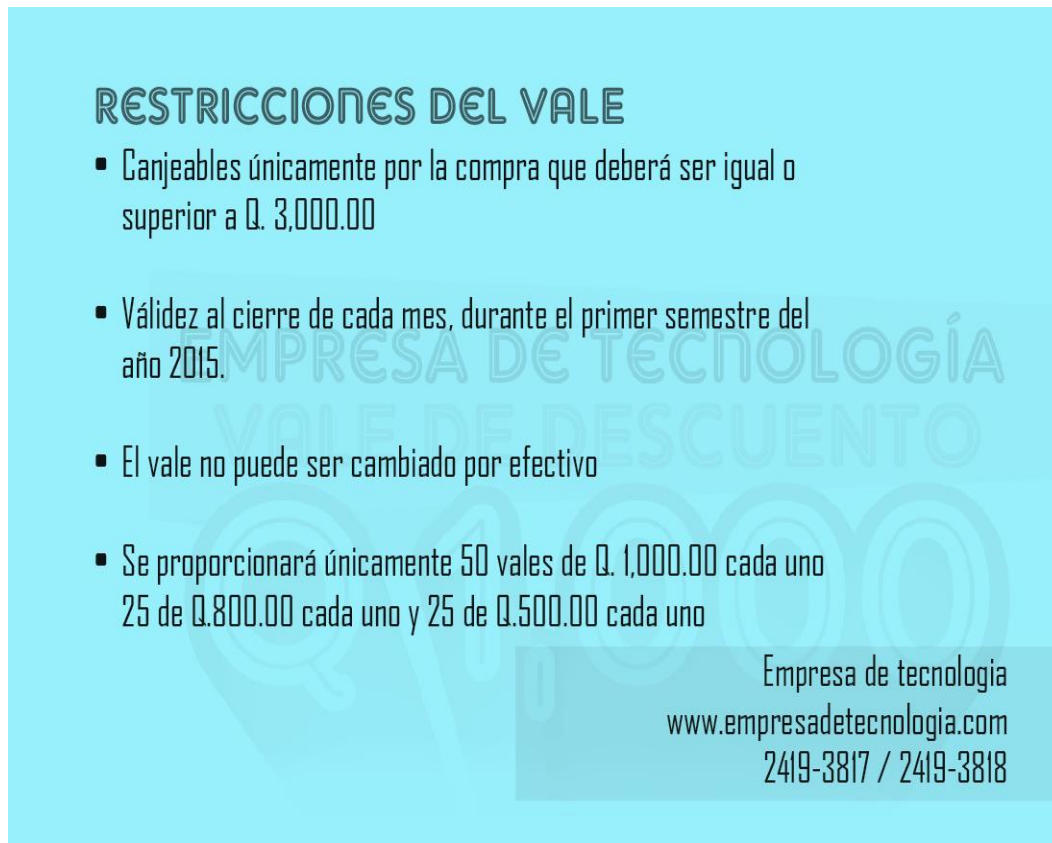 RESTRICCIONES DEL VALE
• Canjeables únicamente por la compra que deberá ser igual o
superior a Q. 3,000.00
• Válidez al cierre de cada mes, durante el primer semestre del
año 2015.
EMPRESA DE TECNOLOGÍA
VALE DE DESCUENTO
• El vale no puede ser cambiado por efectivo
Q1,000
• Se proporcionará únicamente 50 vales de Q. 1,000.00 cada uno
25 de Q.800.00 cada uno y 25 de Q.500.00 cada uno
Empresa de tecnologia
www.empresadetecnologia.com
2419-3817 / 2419-3818